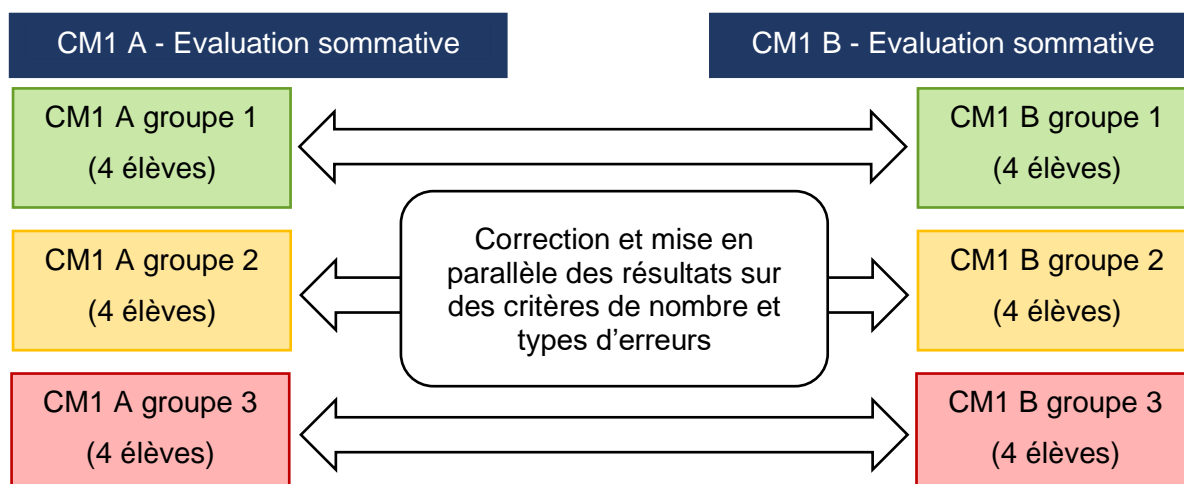 CM1 A - Evaluation sommative
CM1 B - Evaluation sommative
CM1 A groupe 1
(4 élèves)
CM1 B groupe 1
(4 élèves)
Correction et mise en
parallèle des résultats sur
des critères de nombre et
types d’erreurs
CM1 A groupe 2
(4 élèves)
CM1 B groupe 2
(4 élèves)
CM1 A groupe 3
(4 élèves)
CM1 B groupe 3
(4 élèves)